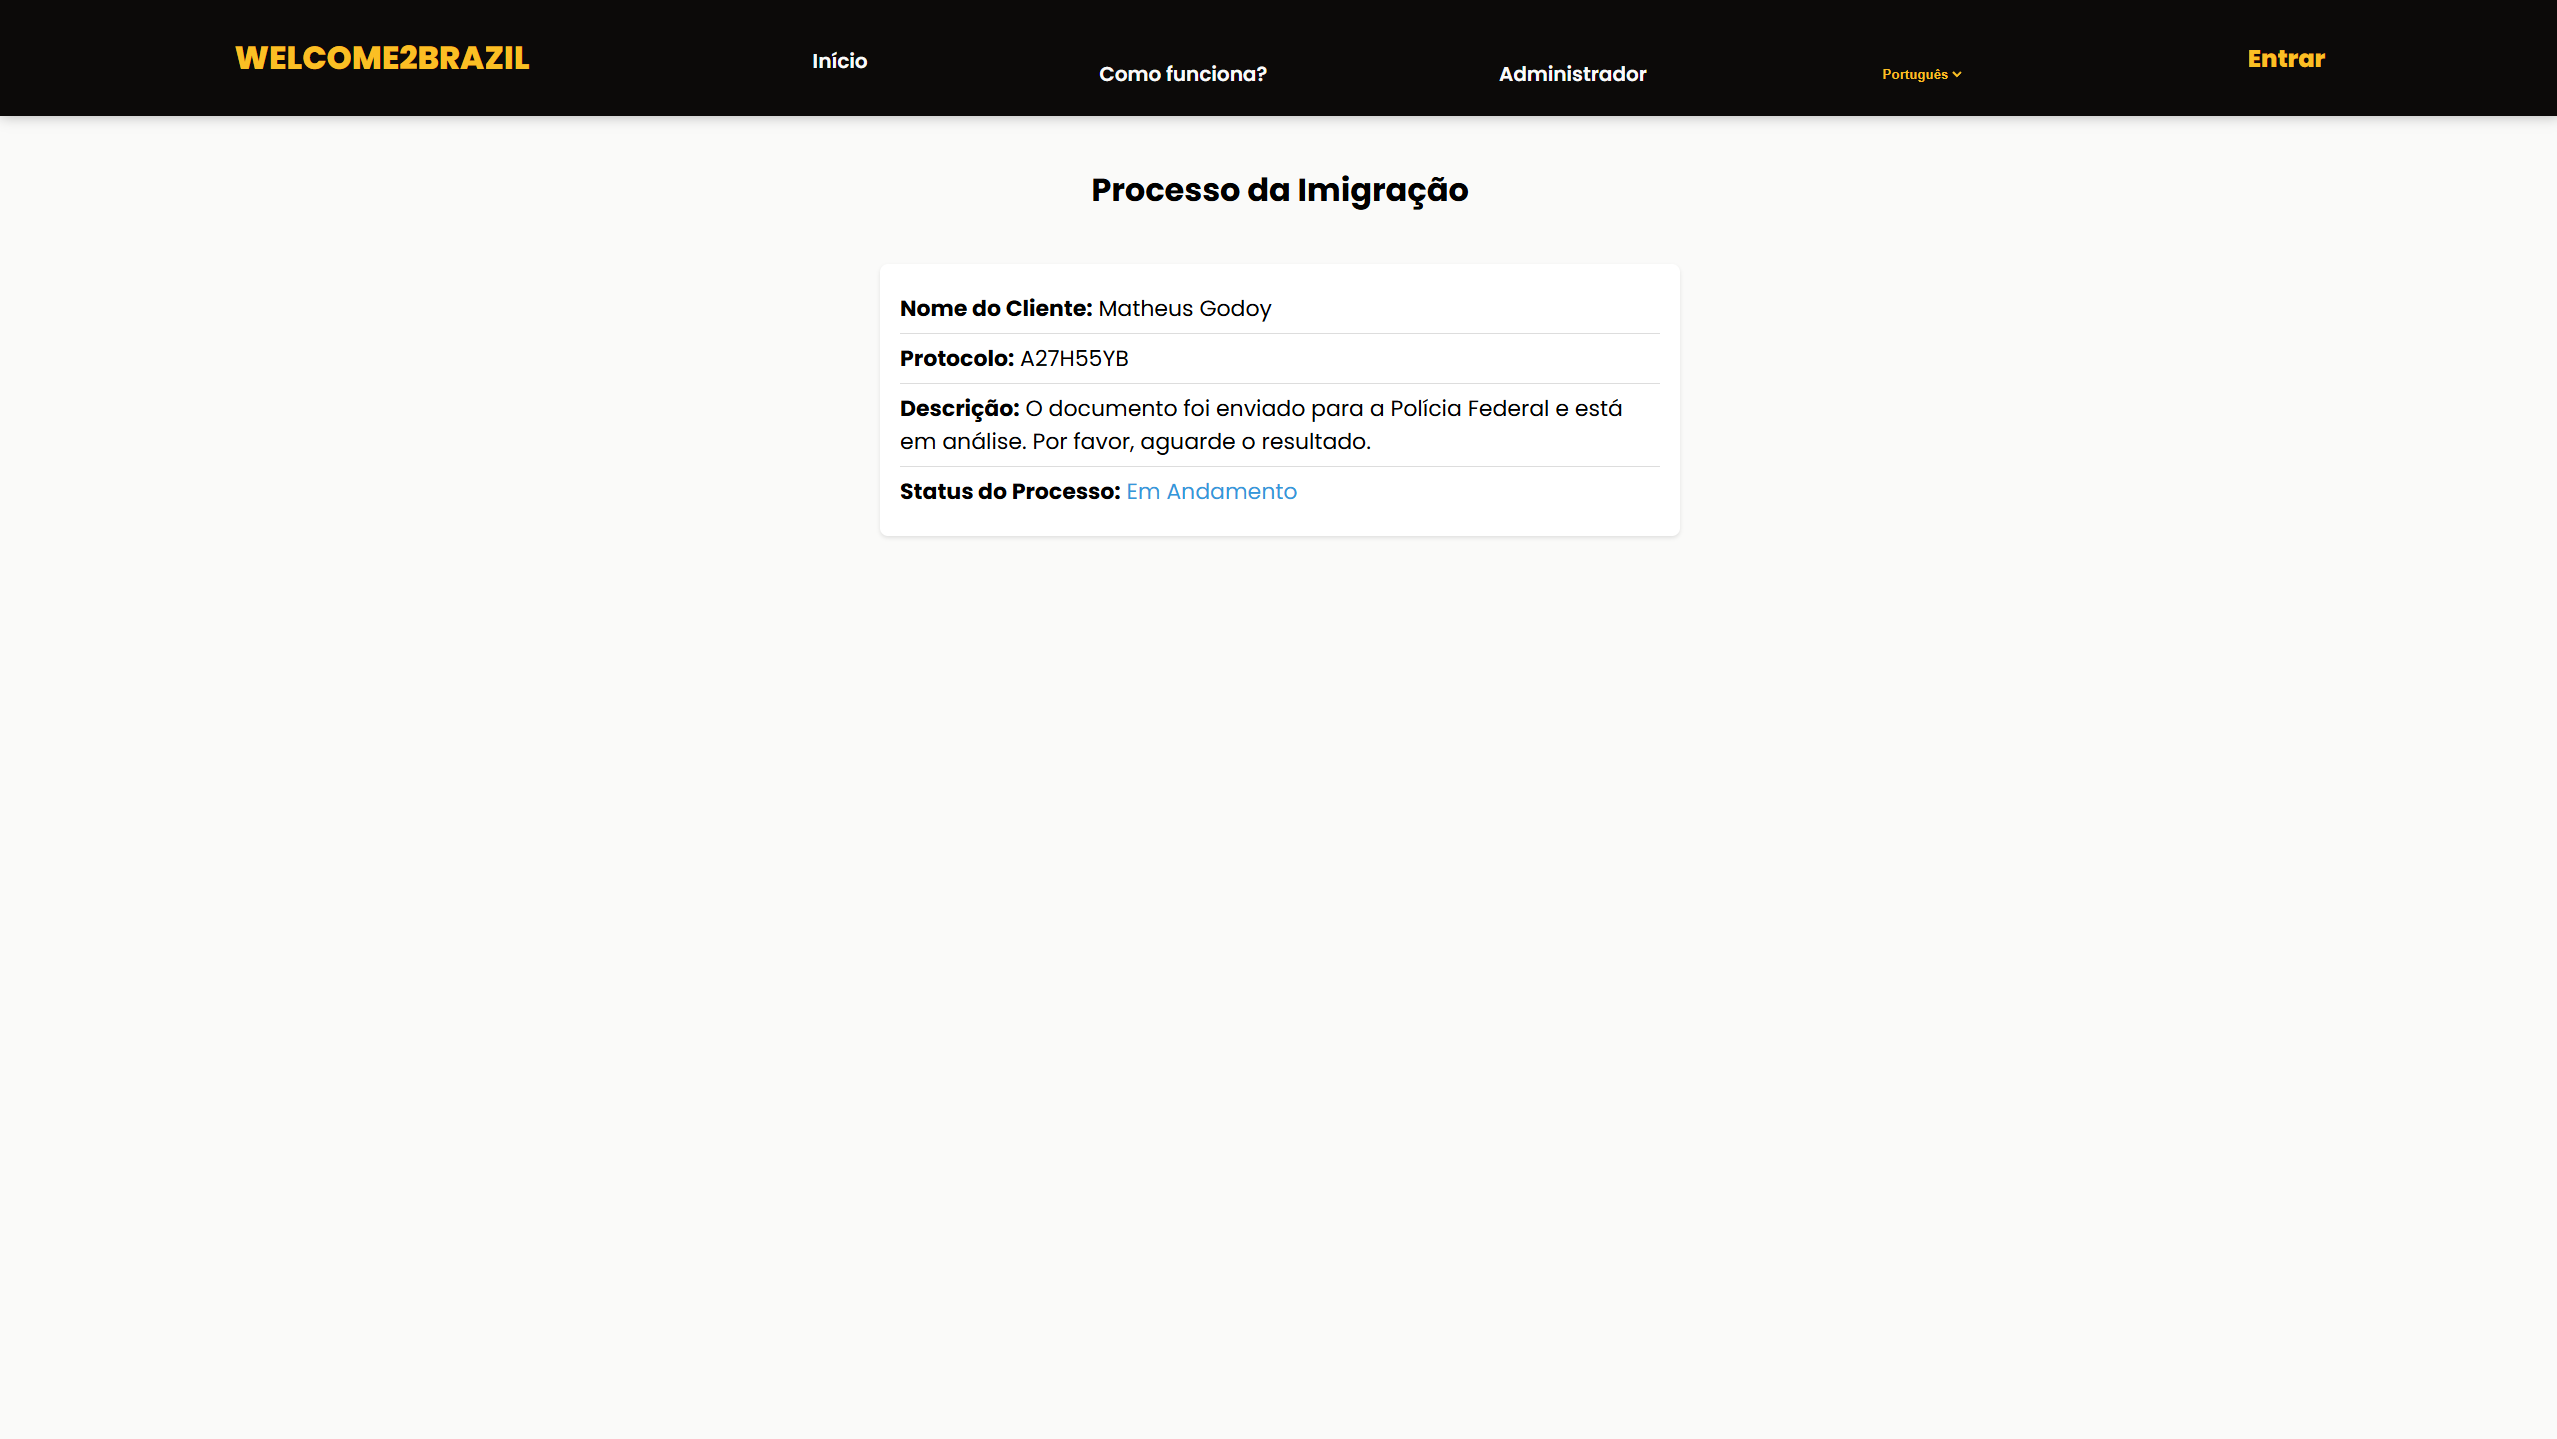 WELCOME2BRAZIL
Início
Como funciona?
Administrador
Português
Entrar
Processo da Imigração
Nome do Cliente: Matheus Godoy
Protocolo: A27H55YB
Descrição: O documento foi enviado para a Polícia Federal e está
em análise. Por favor, aguarde o resultado.
Status do Processo: Em Andamento